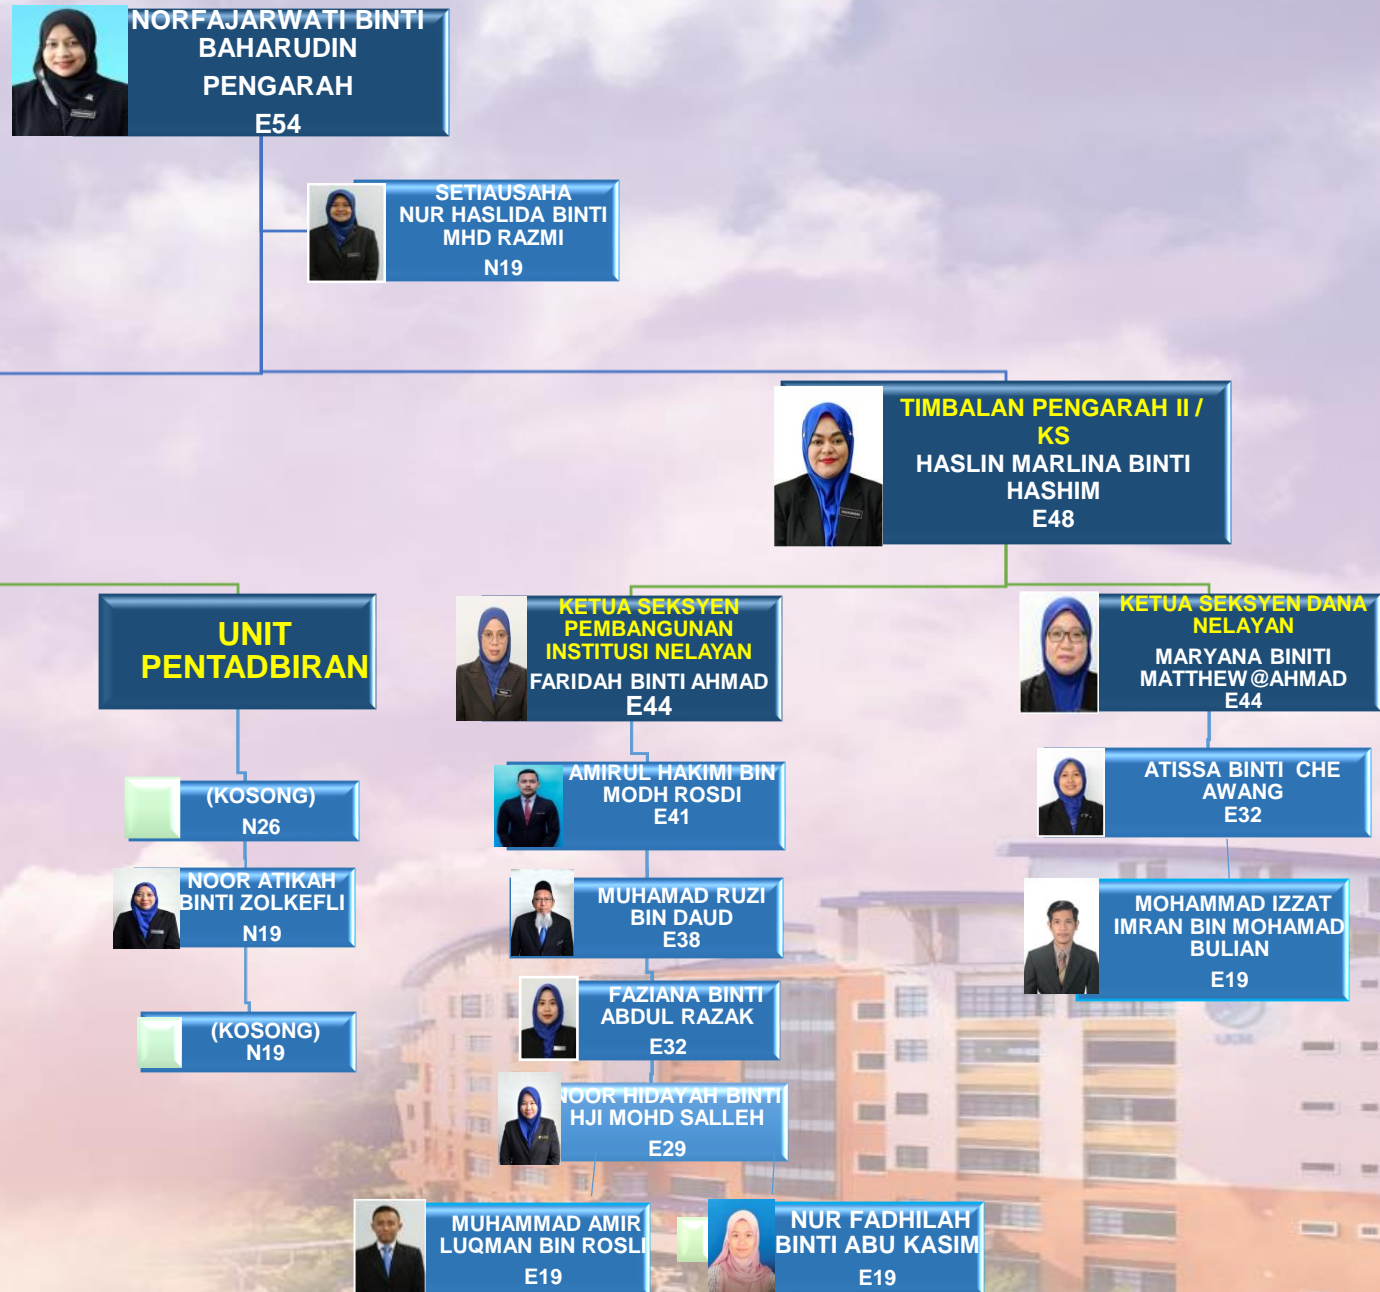 NORFAJARWATI BINTI
BAHARUDIN
PENGARAH
E54
SETIAUSAHA
NUR HASLIDA BINTI
MHD RAZMI
N19
TIMBALAN PENGARAH II /
KS
HASLIN MARLINA BINTI
HASHIM
E48
UNIT
PENTADBIRAN
(KOSONG)
N26
NOOR ATIKAH
BINTI ZOLKEFLI
N19
(KOSONG)
N19
KETUA SEKSYEN
PEMBANGUNAN
INSTITUSI NELAYAN
FARIDAH BINTI AHMAD
E44
AMIRUL HAKIMI BIN
MODH ROSDI
E41
MUHAMAD RUZI
BIN DAUD
E38
FAZIANA BINTI
ABDUL RAZAK
E32
NOOR HIDAYAH BINTI
HJI MOHD SALLEH
E29
MUHAMMAD AMIR
LUQMAN BIN ROSLI
E19
NUR FADHILAH
BINTI ABU KASIM
E19
KETUA SEKSYEN DANA
NELAYAN
MARYANA BINITI
MATTHEW@AHMAD
E44
ATISSA BINTI CHE
AWANG
E32
MOHAMMAD IZZAT
IMRAN BIN MOHAMAD
BULIAN
E19